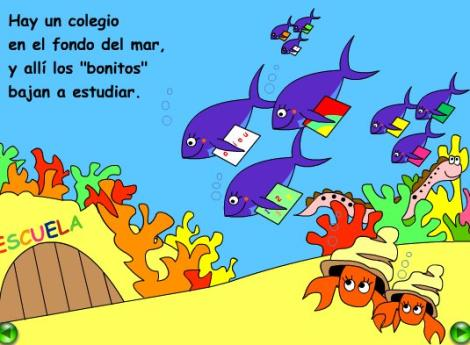 Hay un colegio
en el fondo del mar,
y allí los "bonitos"
bajan a estudiar.
ESCUELA